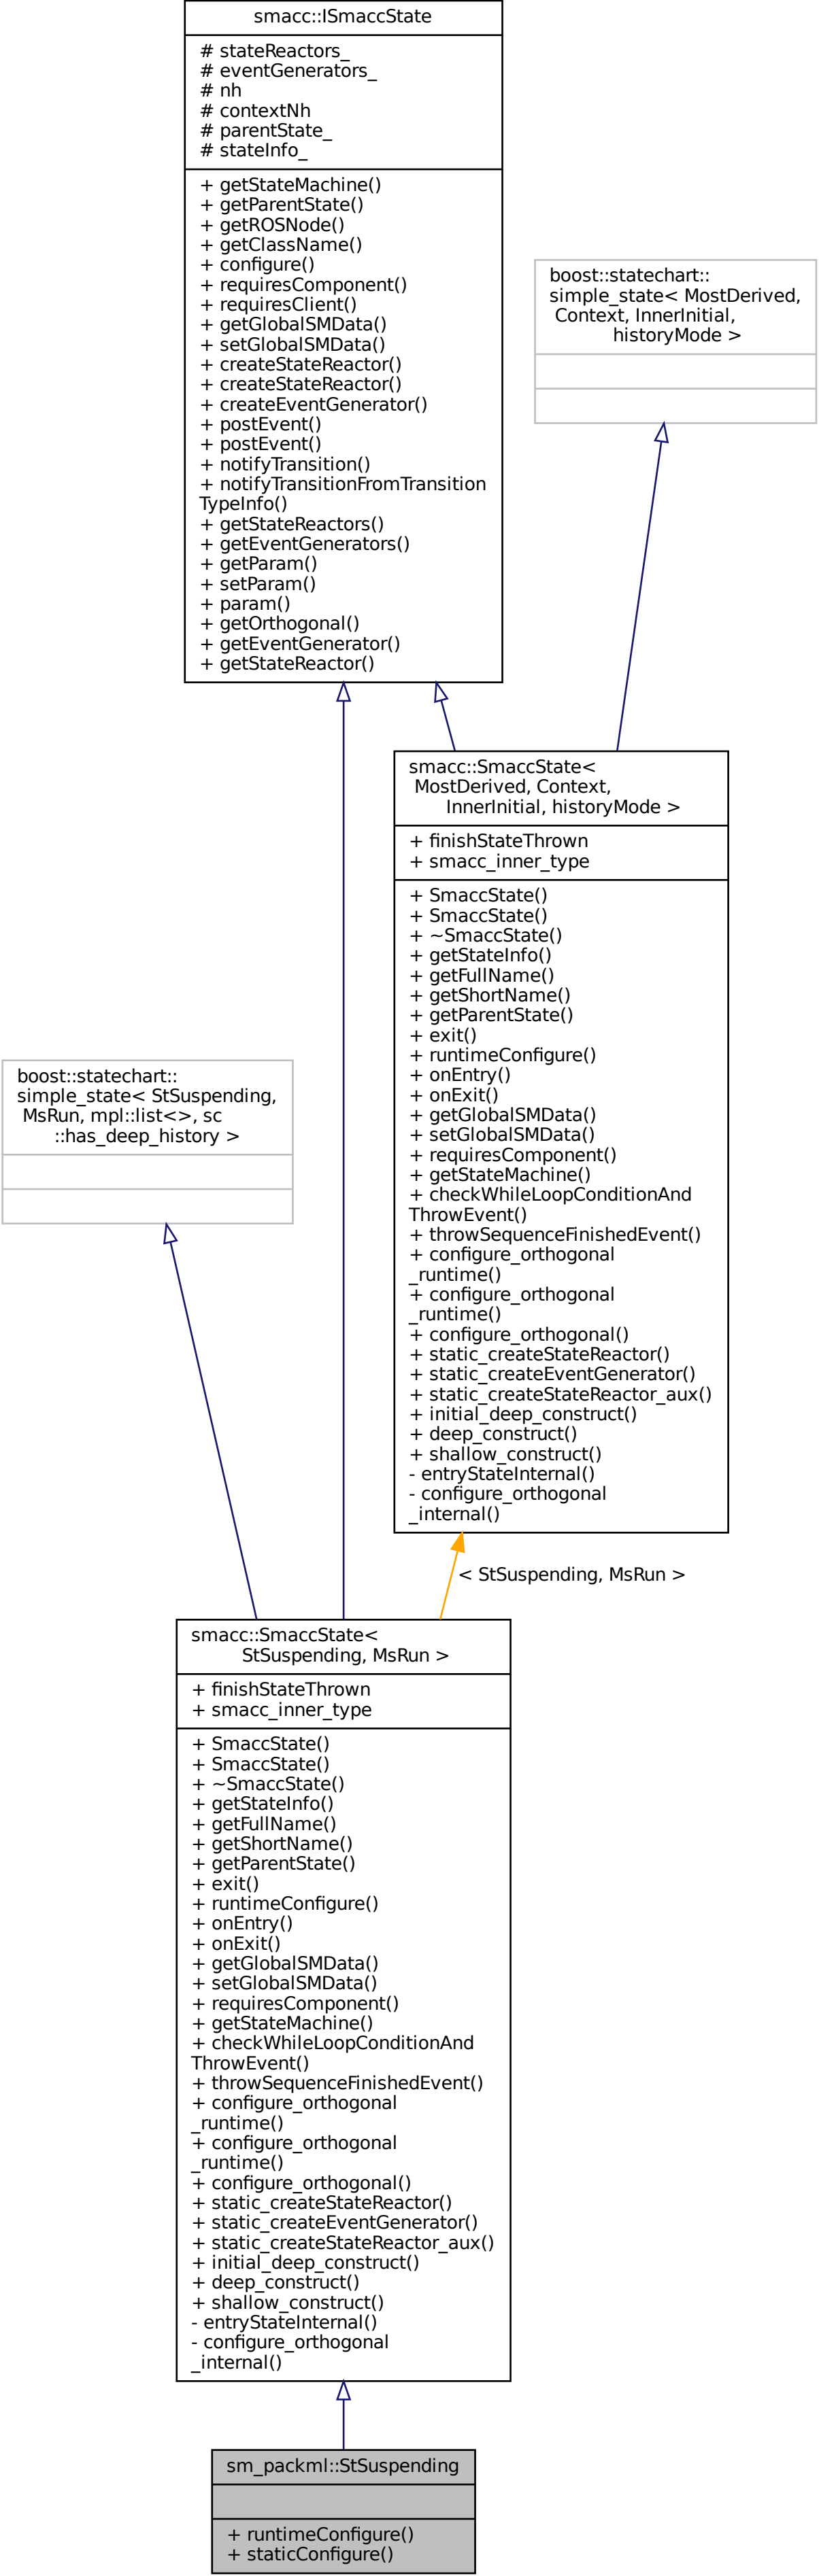 smacc::ISmaccState
# stateReactors_
# eventGenerators_
# nh
# contextNh
# parentState_
# stateInfo_
+ getStateMachine()
+ getParentState()
+ getROSNode()
+ getClassName()
+ configure()
+ requiresComponent()
+ requiresClient()
+ getGlobalSMData()
+ setGlobalSMData()
+ createStateReactor()
+ createStateReactor()
+ createEventGenerator()
+ postEvent()
+ postEvent()
+ notifyTransition()
+ notifyTransitionFromTransition
TypeInfo()
+ getStateReactors()
+ getEventGenerators()
+ getParam()
+ setParam()
+ param()
+ getOrthogonal()
+ getEventGenerator()
+ getStateReactor()
boost::statechart::
simple_state< MostDerived,
Context, InnerInitial,
historyMode >
smacc::SmaccState<
MostDerived, Context,
InnerInitial, historyMode >
+ finishStateThrown
+ smacc_inner_type
+ SmaccState()
+ SmaccState()
+ ~SmaccState()
+ getStateInfo()
+ getFullName()
+ getShortName()
+ getParentState()
+ exit()
+ runtimeConfigure()
+ onEntry()
+ onExit()
+ getGlobalSMData()
+ setGlobalSMData()
+ requiresComponent()
+ getStateMachine()
+ checkWhileLoopConditionAnd
ThrowEvent()
+ throwSequenceFinishedEvent()
+ configure_orthogonal
_runtime()
+ configure_orthogonal
_runtime()
+ configure_orthogonal()
+ static_createStateReactor()
+ static_createEventGenerator()
+ static_createStateReactor_aux()
+ initial_deep_construct()
+ deep_construct()
+ shallow_construct()
- entryStateInternal()
- configure_orthogonal
_internal()
boost::statechart::
simple_state< StSuspending,
MsRun, mpl::list<>, sc
::has_deep_history >
< StSuspending, MsRun >
smacc::SmaccState<
StSuspending, MsRun >
+ finishStateThrown
+ smacc_inner_type
+ SmaccState()
+ SmaccState()
+ ~SmaccState()
+ getStateInfo()
+ getFullName()
+ getShortName()
+ getParentState()
+ exit()
+ runtimeConfigure()
+ onEntry()
+ onExit()
+ getGlobalSMData()
+ setGlobalSMData()
+ requiresComponent()
+ getStateMachine()
+ checkWhileLoopConditionAnd
ThrowEvent()
+ throwSequenceFinishedEvent()
+ configure_orthogonal
_runtime()
+ configure_orthogonal
_runtime()
+ configure_orthogonal()
+ static_createStateReactor()
+ static_createEventGenerator()
+ static_createStateReactor_aux()
+ initial_deep_construct()
+ deep_construct()
+ shallow_construct()
- entryStateInternal()
- configure_orthogonal
_internal()
sm_packml::StSuspending
+ runtimeConfigure()
+ staticConfigure()